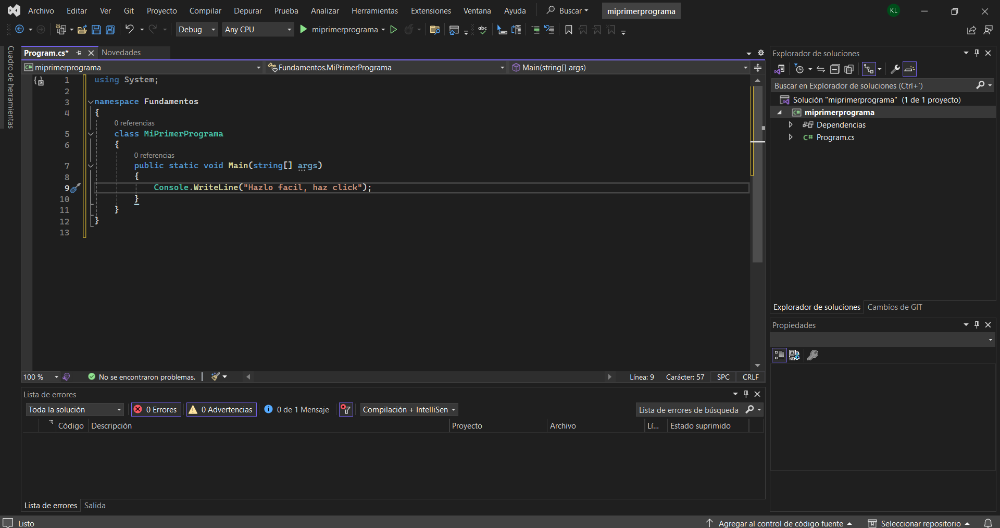 Archivo Editar Ver Git Proyecto Compilar Depurar Prueba Analizar Herramientas Extensiones Ventana Ayuda Buscar miprimerprograma KL
Debug Any CPU miprimerprograma abc
Cuadro de herramientas
Program.cs* Novedades
miprimerprograma Fundamentos.MiPrimerPrograma Main(string[] args)
1 using System;
2
3 namespace Fundamentos
4 {
0 referencias
5 class MiPrimerPrograma
6 {
0 referencias
7 public static void Main(string[] args)
8 {
9 Console.WriteLine("Hazlo facil, haz click");
10 }
11 }
12 }
13
100 % No se encontraron problemas. Línea: 9 Carácter: 57 SPC CRLF
Lista de errores
Toda la solución 0 Errores 0 Advertencias 0 de 1 Mensaje Compilación + IntelliSen Lista de errores de búsqueda
Código Descripción Proyecto Archivo Lí... Estado suprimido
Lista de errores Salida
Explorador de soluciones
Buscar en Explorador de soluciones (Ctrl+´)
Solución "miprimerprograma" (1 de 1 proyecto)
C# miprimerprograma
Dependencias
C# Program.cs
Explorador de soluciones Cambios de GIT
Propiedades
Listo Agregar al control de código fuente Seleccionar repositorio